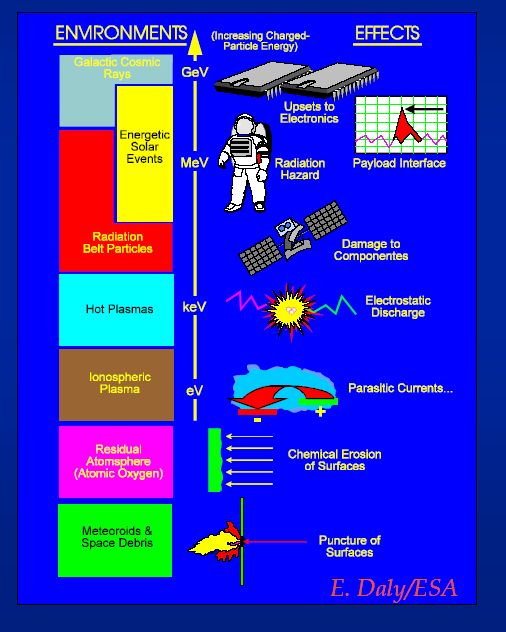 ENVIRONMENTS
(Increasing Charged-
Particle Energy)
EFFECTS
Galactic Cosmic
Rays
GeV
Upsets to
Electronics
Energetic
Solar
Events
MeV
Radiation
Hazard
Payload Interface
Radiation
Belt Particles
Damage to
Componentes
Hot Plasmas
keV
Electrostatic
Discharge
Ionospheric
Plasma
eV
Parasitic Currents...
-
+
Residual
Atomsphere
(Atomic Oxygen)
Chemical Erosion
of Surfaces
Meteoroids &
Space Debris
Puncture of
Surfaces
E. Daly/ESA